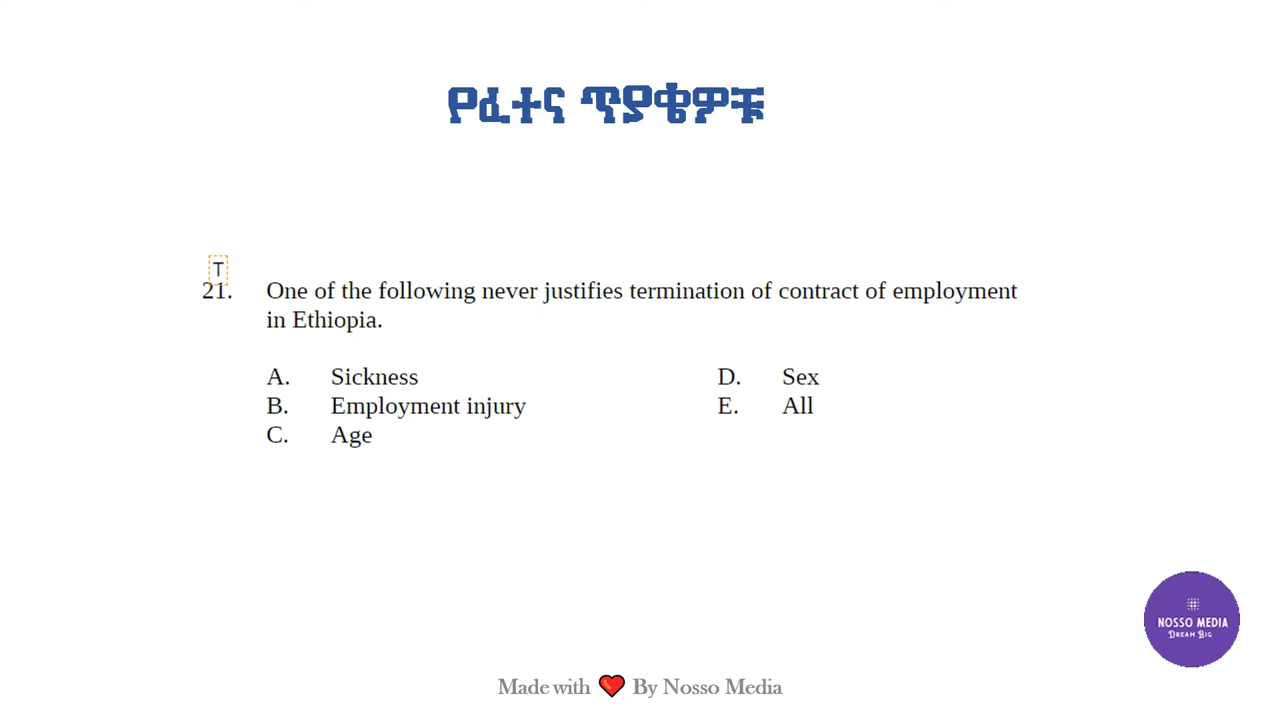 የፈተና ጥያቄዎቹ
T
21. One of the following never justifies termination of contract of employment
in Ethiopia.
A. Sickness
B. Employment injury
C. Age
D. Sex
E. All
NOSSO MEDIA
DREAM BIG
Made with ❤️ By Nosso Media